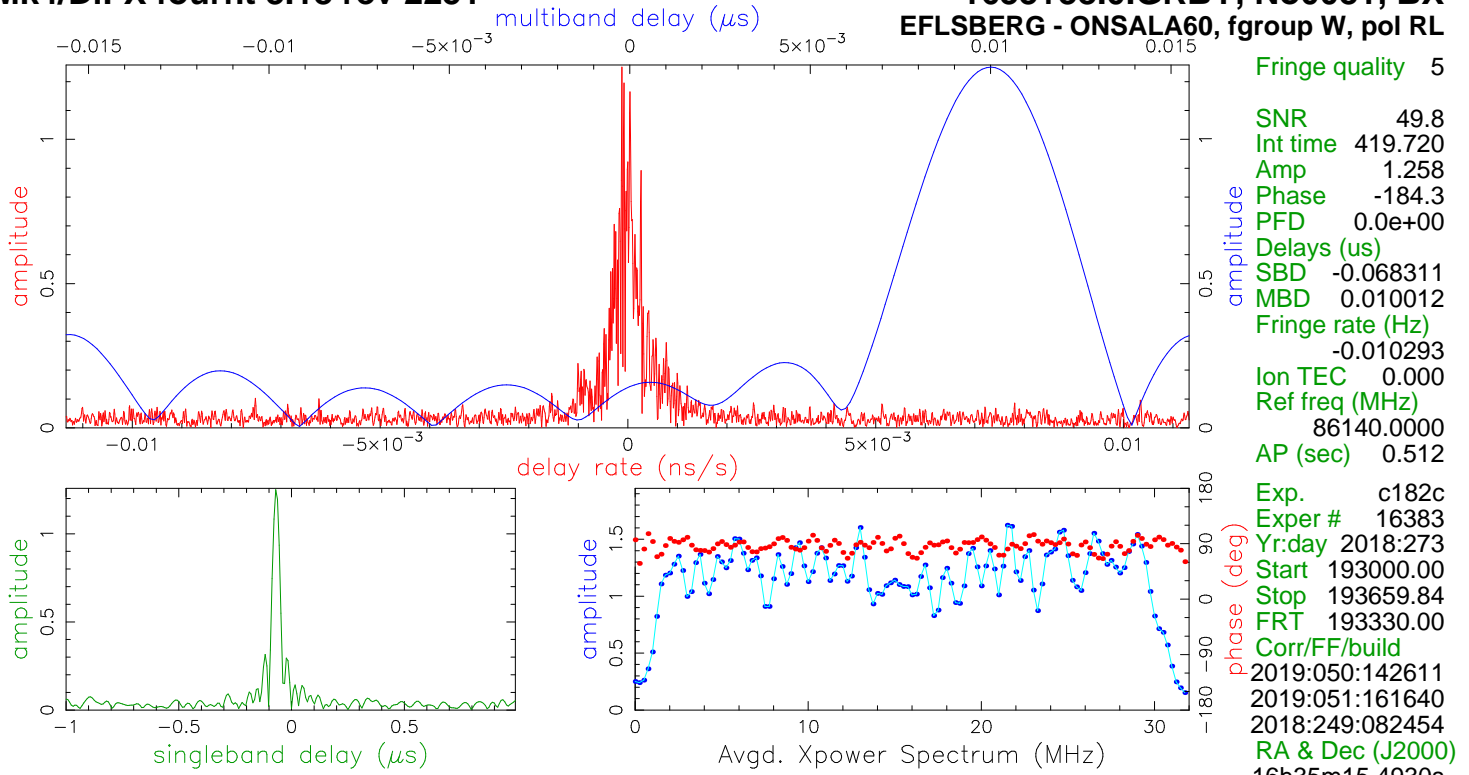 multiband delay (μs)
EFLSBERG - ONSALA60, fgroup W, pol RL
−0.015 −0.01 −5×10⁻³ 0 5×10⁻³ 0.01 0.015
amplitude
0 0.5 1
amplitude
0 0.5 1
−0.01 −5×10⁻³ 0 5×10⁻³ 0.01
delay rate (ns/s)
Fringe quality 5
SNR 49.8
Int time 419.720
Amp 1.258
Phase -184.3
PFD 0.0e+00
Delays (us)
SBD -0.068311
MBD 0.010012
Fringe rate (Hz)
-0.010293
Ion TEC 0.000
Ref freq (MHz)
86140.0000
AP (sec) 0.512
Exp. c182c
Exper # 16383
Yr:day 2018:273
Start 193000.00
Stop 193659.84
FRT 193330.00
Corr/FF/build
2019:050:142611
2019:051:161640
2018:249:082454
RA & Dec (J2000)
amplitude
0 0.5 1
−1 −0.5 0 0.5
singleband delay (μs)
amplitude
0 0.5 1 1.5
phase (deg)
−180 −90 0 90 180
0 10 20 30
Avgd. Xpower Spectrum (MHz)